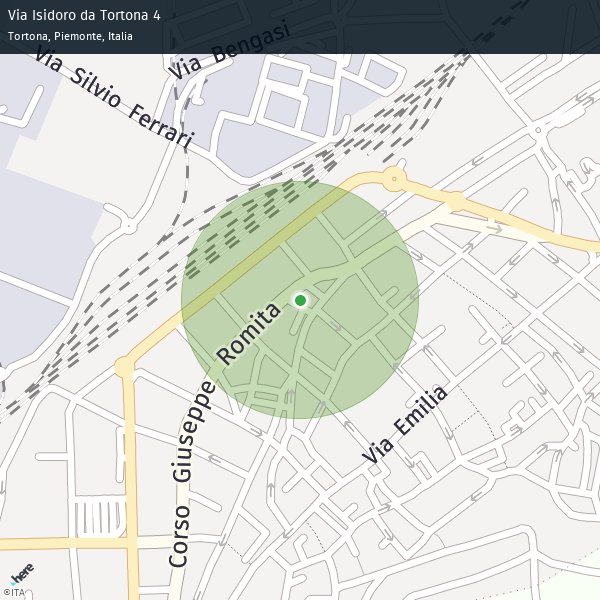 Via Isidoro da Tortona 4
Tortona, Piemonte, Italia
Via Bengasi
Via Silvio Ferrari
Corso Giuseppe Romita
Via Emilia
here
©ITA